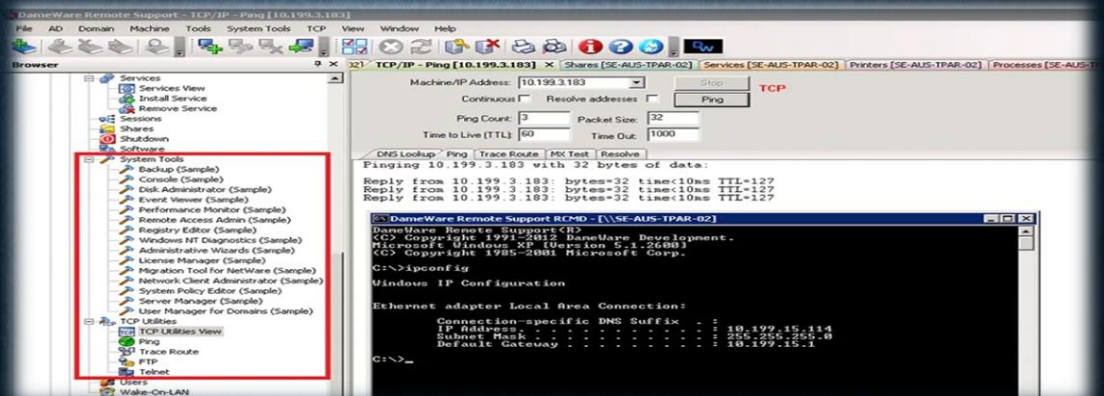 DameWare Remote Support - TCP/IP - Ping [10.199.3.183]
File AD Domain Machine Tools System Tools TCP View Window Help
Browser
Services
Services View
Install Service
Remove Service
Sessions
Shares
Shutdown
Software
System Tools
Backup (Sample)
Console (Sample)
Disk Administrator (Sample)
Event Viewer (Sample)
Performance Monitor (Sample)
Remote Access Admin (Sample)
Registry Editor (Sample)
Windows NT Diagnostics (Sample)
Administrative Wizards (Sample)
License Manager (Sample)
Migration Tool for NetWare (Sample)
Network Client Administrator (Sample)
System Policy Editor (Sample)
Server Manager (Sample)
User Manager for Domains (Sample)
TCP Utilities
TCP Utilities View
Ping
Trace Route
FTP
Telnet
Users
Wake-On-LAN
TCP/IP - Ping [10.199.3.183] Shares [SE-AUS-TPAR-02] Services [SE-AUS-TPAR-02] Printers [SE-AUS-TPAR-02] Processes [SE-AUS-T
Machine/IP Address: 10.199.3.183 Stop TCP
Continuous Resolve addresses Ping
Ping Count: 3 Packet Size: 32
Time to Live (TTL): 60 Time Out: 1000
DNS Lookup Ping Trace Route MX Test Resolve
Pinging 10.199.3.183 with 32 bytes of data:
Reply from 10.199.3.183: bytes=32 time<10ms TTL=127
Reply from 10.199.3.183: bytes=32 time<10ms TTL=127
Reply from 10.199.3.183: bytes=32 time<10ms TTL=127
DameWare Remote Support RCMD - [\\SE-AUS-TPAR-02]
DameWare Remote Support(R)
(C) Copyright 1991-2012 DameWare Development.
Microsoft Windows XP [Version 5.1.2600]
(C) Copyright 1985-2001 Microsoft Corp.
C:\>ipconfig
Windows IP Configuration
Ethernet adapter Local Area Connection:
Connection-specific DNS Suffix . :
IP Address. . . . . . . . . . . . : 10.199.15.114
Subnet Mask . . . . . . . . . . . : 255.255.255.0
Default Gateway . . . . . . . . . : 10.199.15.1
C:\>_